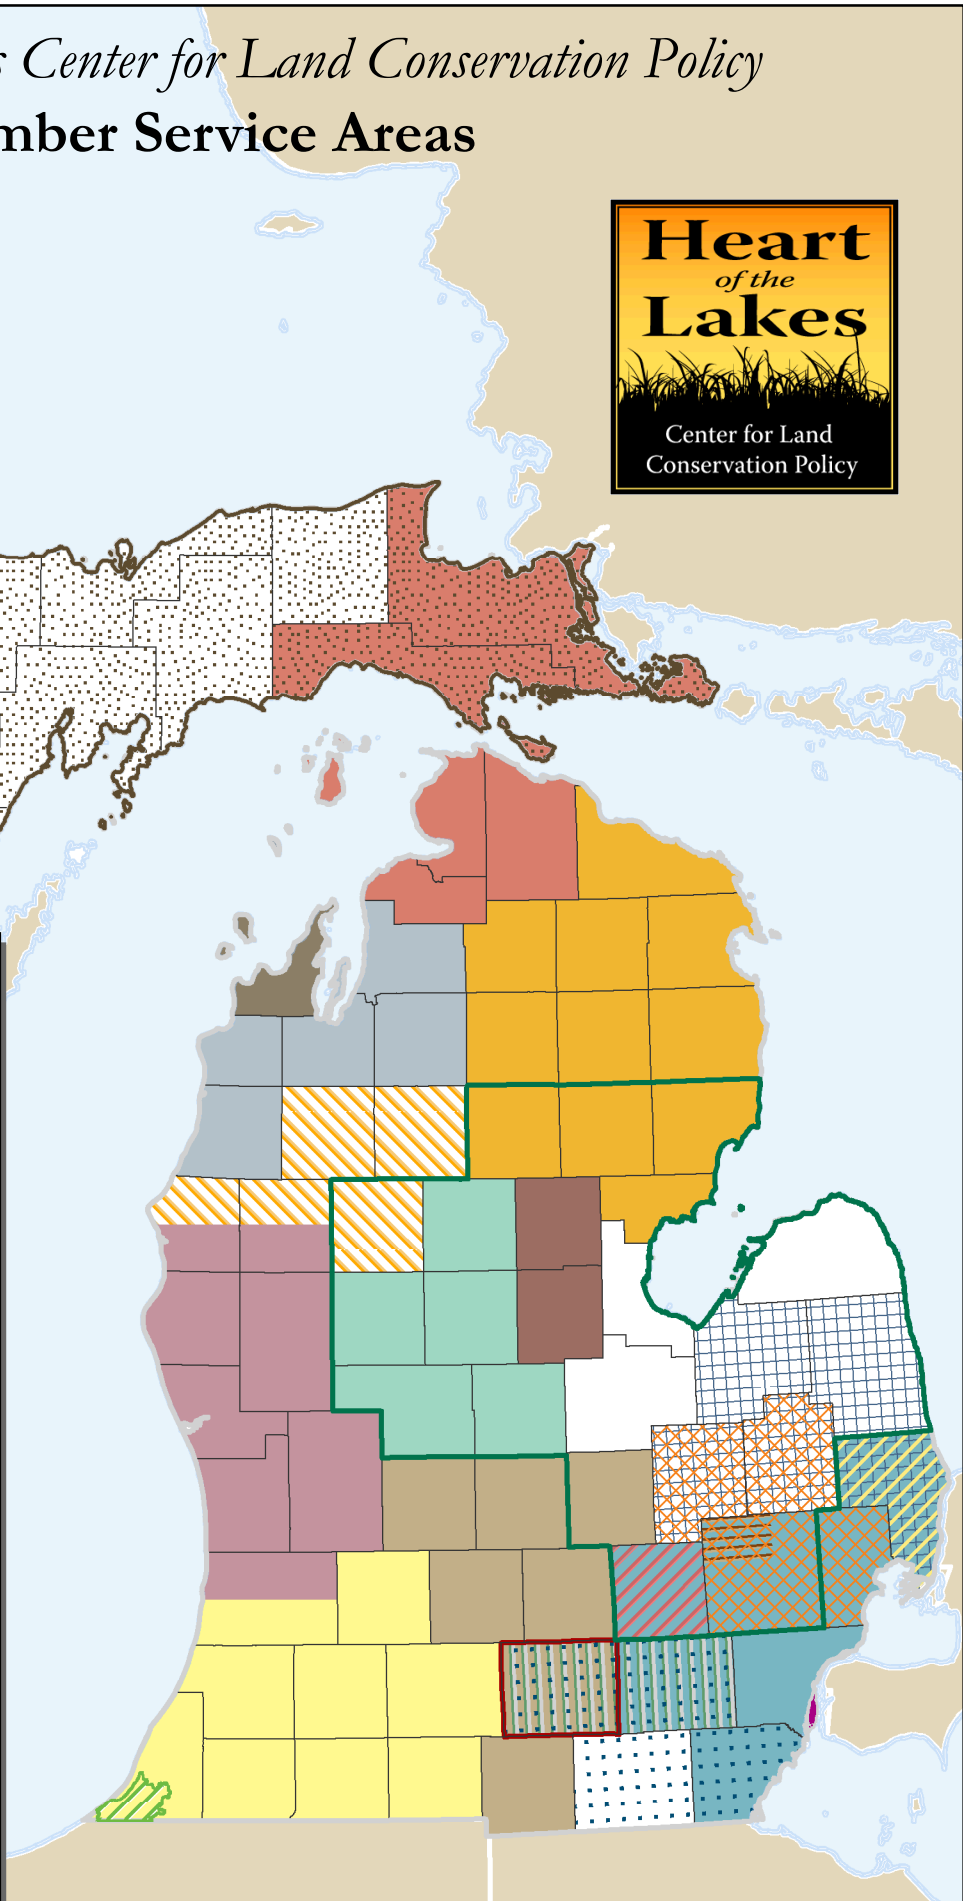 s Center for Land Conservation Policy
mber Service Areas
Heart
of the
Lakes
Center for Land
Conservation Policy